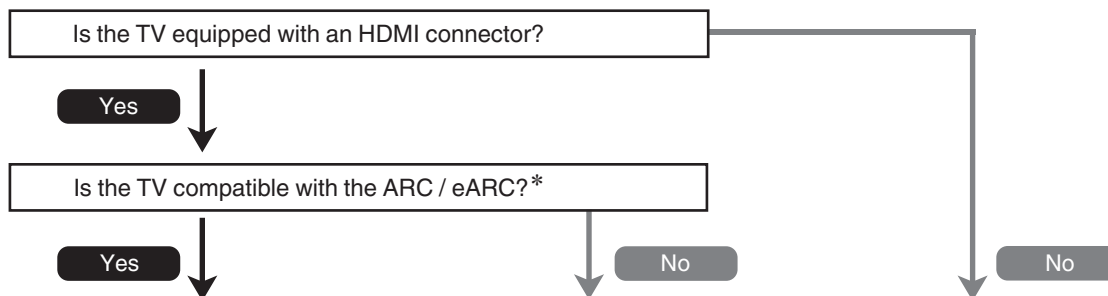 Is the TV equipped with an HDMI connector?
Yes
Is the TV compatible with the ARC / eARC?*
Yes
No
No